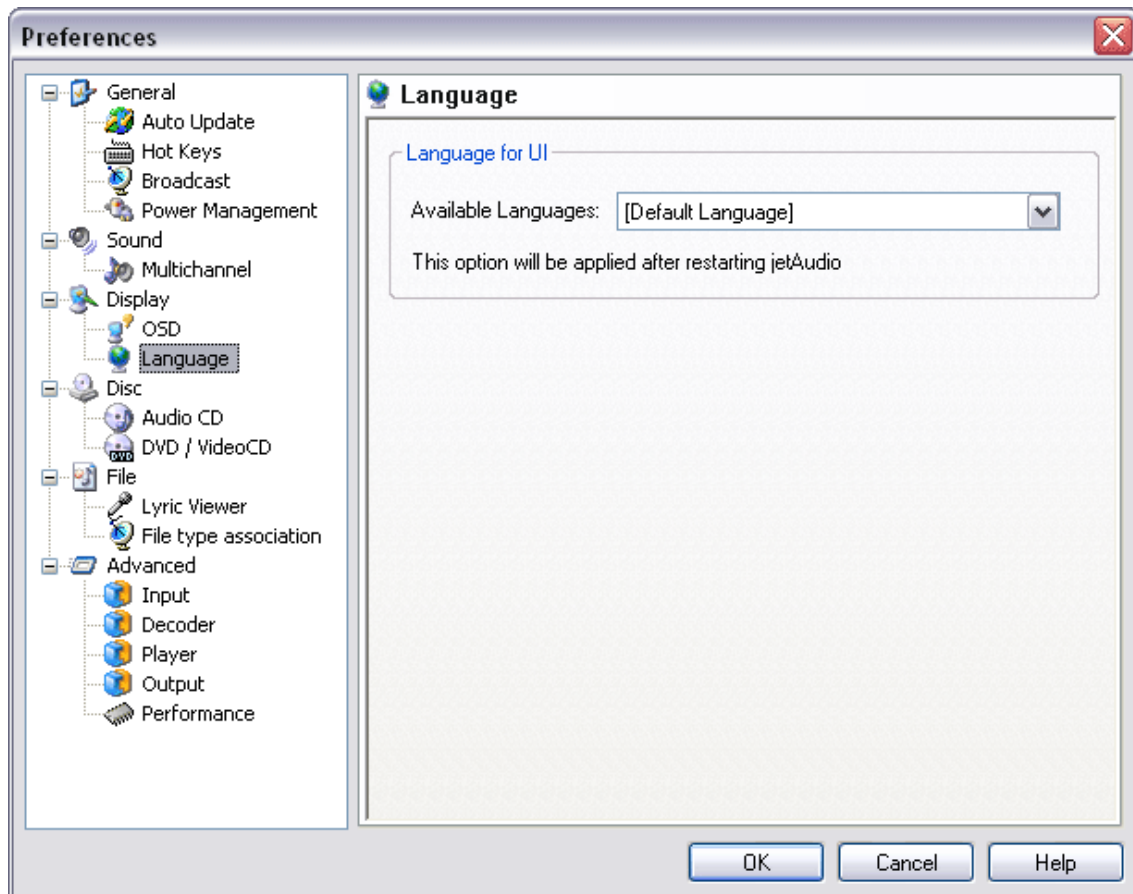 Preferences
General
Auto Update
Hot Keys
Broadcast
Power Management
Sound
Multichannel
Display
OSD
Language
Disc
Audio CD
DVD / VideoCD
File
Lyric Viewer
File type association
Advanced
Input
Decoder
Player
Output
Performance
Language
Language for UI
Available Languages: [Default Language]
This option will be applied after restarting jetAudio
OK Cancel Help